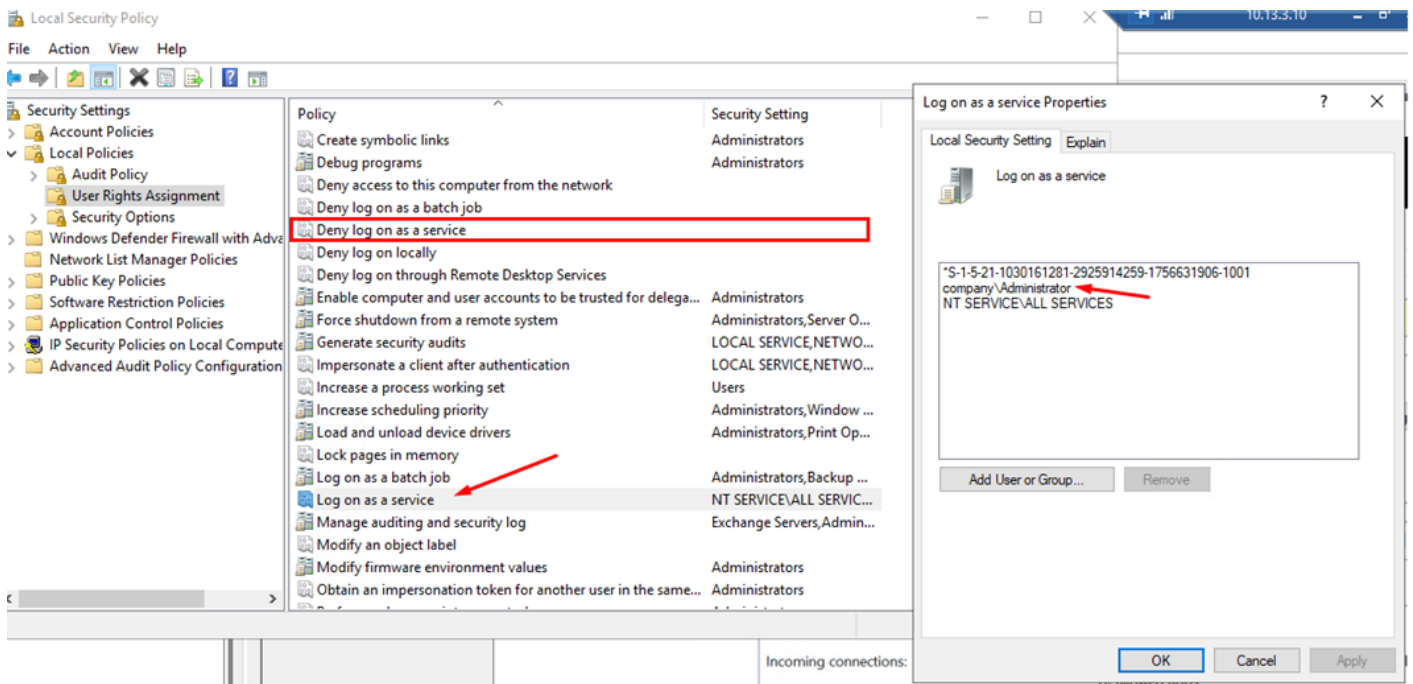 Local Security Policy
File Action View Help
Security Settings
Account Policies
Local Policies
Audit Policy
User Rights Assignment
Security Options
Windows Defender Firewall with Adva
Network List Manager Policies
Public Key Policies
Software Restriction Policies
Application Control Policies
IP Security Policies on Local Compute
Advanced Audit Policy Configuration
Policy Security Setting
Create symbolic links Administrators
Debug programs Administrators
Deny access to this computer from the network
Deny log on as a batch job
Deny log on as a service
Deny log on locally
Deny log on through Remote Desktop Services
Enable computer and user accounts to be trusted for delega... Administrators
Force shutdown from a remote system Administrators,Server O...
Generate security audits LOCAL SERVICE,NETWO...
Impersonate a client after authentication LOCAL SERVICE,NETWO...
Increase a process working set Users
Increase scheduling priority Administrators,Window ...
Load and unload device drivers Administrators,Print Op...
Lock pages in memory
Log on as a batch job Administrators,Backup ...
Log on as a service NT SERVICE\ALL SERVIC...
Manage auditing and security log Exchange Servers,Admin...
Modify an object label
Modify firmware environment values Administrators
Obtain an impersonation token for another user in the same... Administrators
10.13.3.10
Log on as a service Properties ?
Local Security Setting Explain
Log on as a service
*S-1-5-21-1030161281-2925914259-1756631906-1001
company\Administrator
NT SERVICE\ALL SERVICES
Add User or Group... Remove
OK Cancel Apply
Incoming connections: